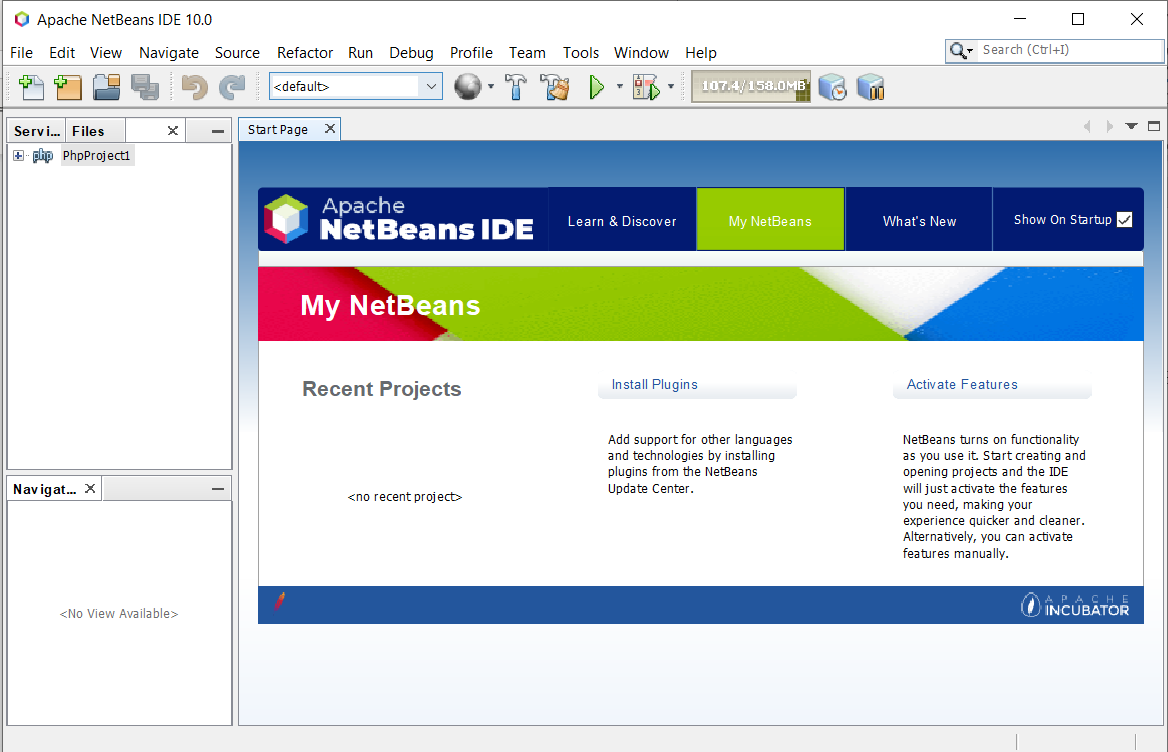 Apache NetBeans IDE 10.0
File Edit View Navigate Source Refactor Run Debug Profile Team Tools Window Help
Search (Ctrl+I)
<default>
107.4/158.0MB
Servi... Files
Start Page
php PhpProject1
Apache
NetBeans IDE
Learn & Discover
My NetBeans
What's New
Show On Startup
My NetBeans
Recent Projects
<no recent project>
Install Plugins
Add support for other languages
and technologies by installing
plugins from the NetBeans
Update Center.
Activate Features
NetBeans turns on functionality
as you use it. Start creating and
opening projects and the IDE
will just activate the features
you need, making your
experience quicker and cleaner.
Alternatively, you can activate
features manually.
Navigat...
<No View Available>
APACHE
INCUBATOR